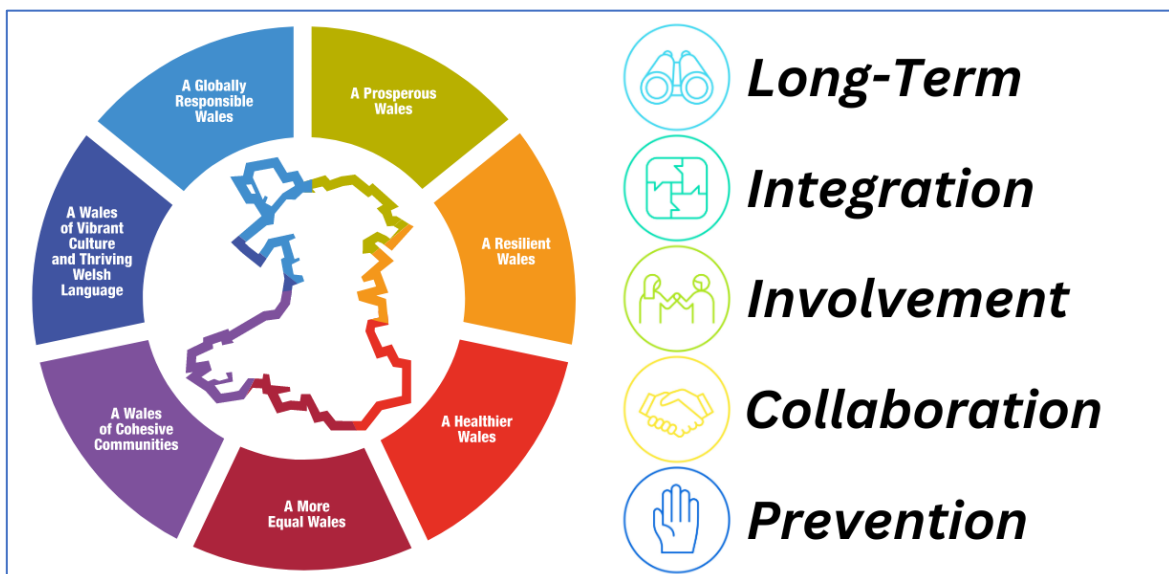 A Globally
Responsible
Wales
A Prosperous
Wales
A Resilient
Wales
A Healthier
Wales
A More
Equal Wales
A Wales
of Cohesive
Communities
A Wales
of Vibrant
Culture
and Thriving
Welsh
Language
Long-Term
Integration
Involvement
Collaboration
Prevention